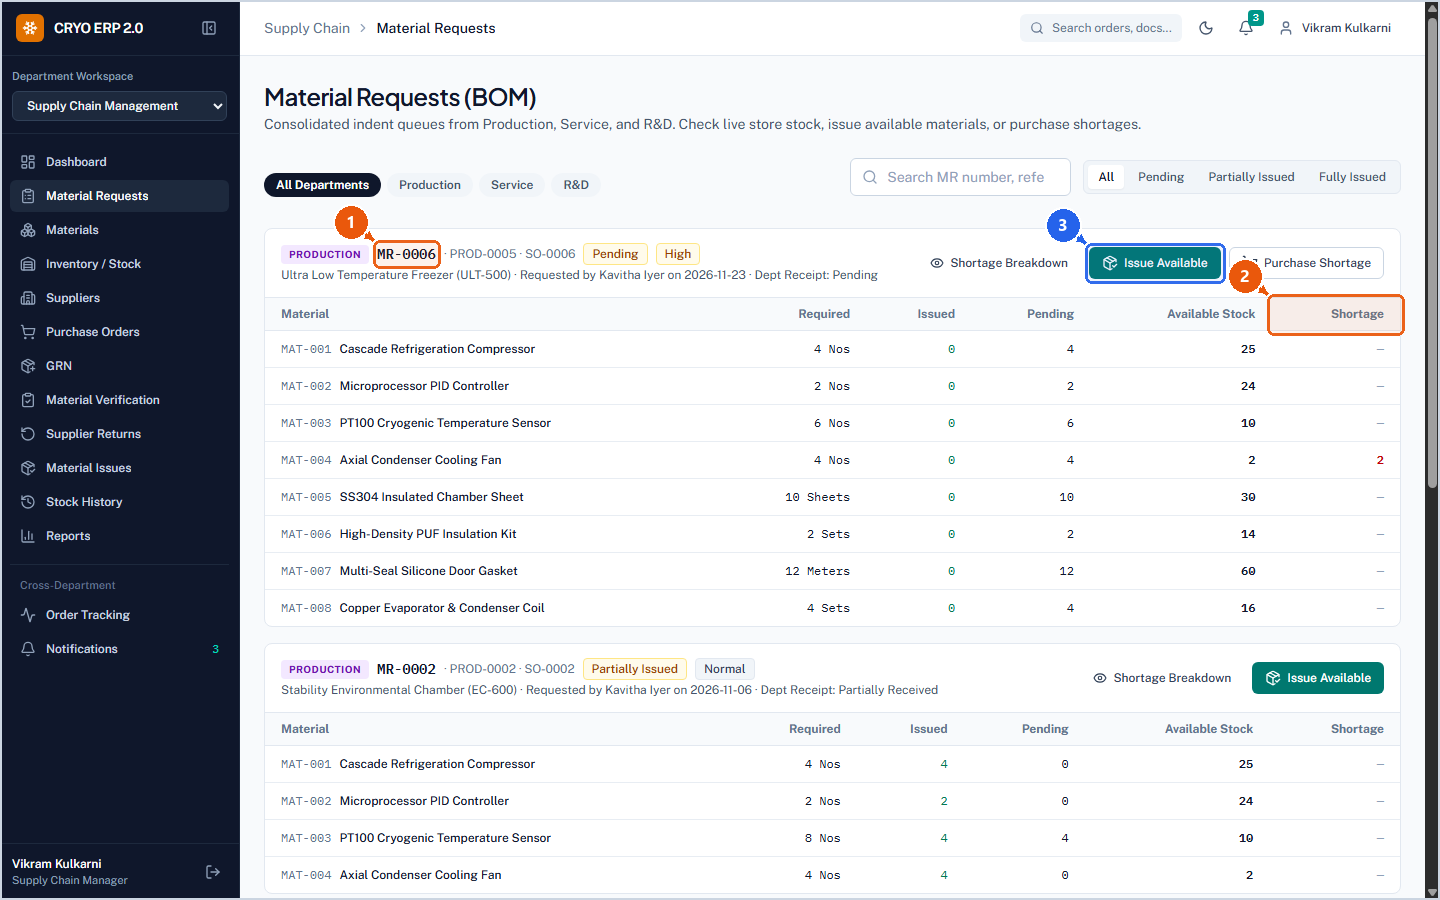 CRYO ERP 2.0
Department Workspace
Supply Chain Management
Dashboard
Material Requests
Materials
Inventory / Stock
Suppliers
Purchase Orders
GRN
Material Verification
Supplier Returns
Material Issues
Stock History
Reports
Cross-Department
Order Tracking
Notifications 3
Vikram Kulkarni
Supply Chain Manager
Supply Chain > Material Requests
Search orders, docs...
3
Vikram Kulkarni
Material Requests (BOM)
Consolidated indent queues from Production, Service, and R&D. Check live store stock, issue available materials, or purchase shortages.
All Departments Production Service R&D
Search MR number, refe
All Pending Partially Issued Fully Issued
1
3
2
PRODUCTION MR-0006 · PROD-0005 · SO-0006 Pending High
Ultra Low Temperature Freezer (ULT-500) · Requested by Kavitha Iyer on 2026-11-23 · Dept Receipt: Pending
Shortage Breakdown Issue Available Purchase Shortage
Material Required Issued Pending Available Stock Shortage
MAT-001 Cascade Refrigeration Compressor 4 Nos 0 4 25 —
MAT-002 Microprocessor PID Controller 2 Nos 0 2 24 —
MAT-003 PT100 Cryogenic Temperature Sensor 6 Nos 0 6 10 —
MAT-004 Axial Condenser Cooling Fan 4 Nos 0 4 2 2
MAT-005 SS304 Insulated Chamber Sheet 10 Sheets 0 10 30 —
MAT-006 High-Density PUF Insulation Kit 2 Sets 0 2 14 —
MAT-007 Multi-Seal Silicone Door Gasket 12 Meters 0 12 60 —
MAT-008 Copper Evaporator & Condenser Coil 4 Sets 0 4 16 —
PRODUCTION MR-0002 · PROD-0002 · SO-0002 Partially Issued Normal
Stability Environmental Chamber (EC-600) · Requested by Kavitha Iyer on 2026-11-06 · Dept Receipt: Partially Received
Shortage Breakdown Issue Available
Material Required Issued Pending Available Stock Shortage
MAT-001 Cascade Refrigeration Compressor 4 Nos 4 0 25 —
MAT-002 Microprocessor PID Controller 2 Nos 2 0 24 —
MAT-003 PT100 Cryogenic Temperature Sensor 8 Nos 4 4 10 —
MAT-004 Axial Condenser Cooling Fan 4 Nos 4 0 2 —